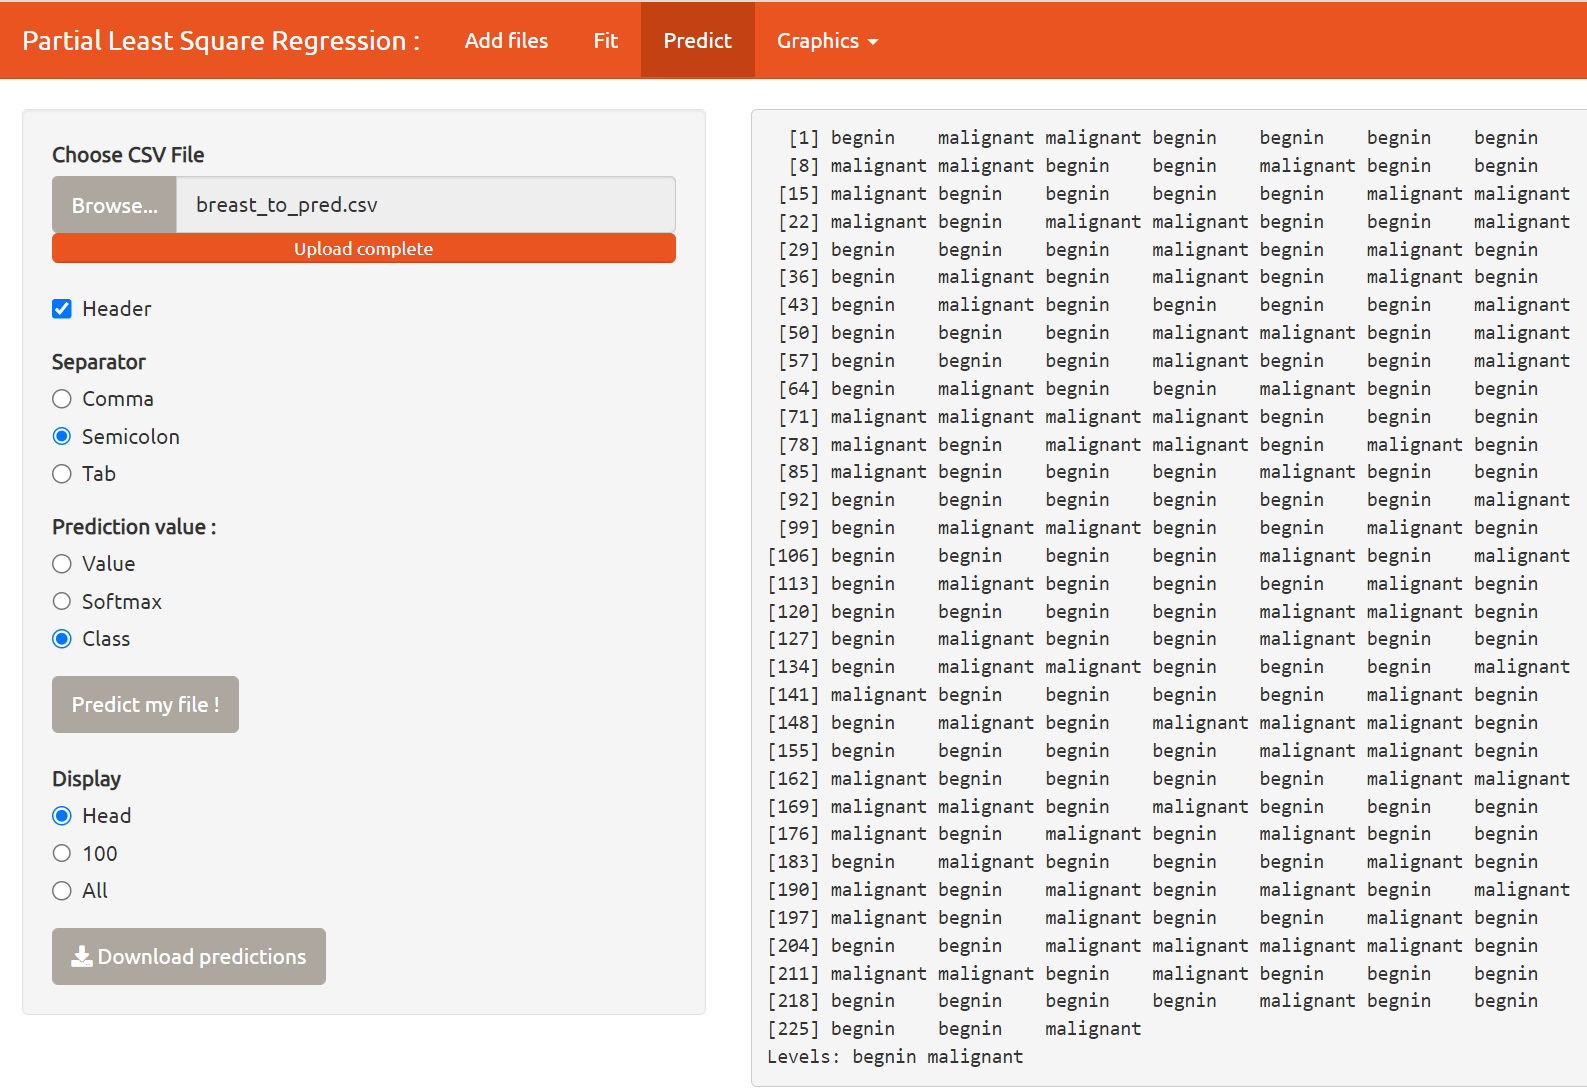 Partial Least Square Regression : Add files Fit Predict Graphics
Choose CSV File
Browse... breast_to_pred.csv
Upload complete
Header
Separator
Comma
Semicolon
Tab
Prediction value :
Value
Softmax
Class
Predict my file !
Display
Head
100
All
Download predictions
[1] begnin malignant malignant begnin begnin begnin begnin
[8] malignant malignant begnin begnin malignant begnin begnin
[15] malignant begnin begnin begnin begnin malignant malignant
[22] malignant begnin malignant malignant begnin begnin malignant
[29] begnin begnin begnin malignant begnin malignant begnin
[36] begnin malignant begnin malignant begnin malignant begnin
[43] begnin malignant begnin begnin begnin begnin malignant
[50] begnin begnin begnin malignant malignant begnin malignant
[57] begnin begnin begnin malignant begnin begnin malignant
[64] begnin malignant begnin begnin malignant begnin begnin
[71] malignant malignant malignant malignant begnin begnin begnin
[78] malignant begnin malignant malignant begnin malignant begnin
[85] malignant begnin begnin begnin malignant begnin begnin
[92] begnin begnin begnin begnin begnin begnin malignant
[99] begnin malignant malignant begnin begnin malignant begnin
[106] begnin begnin begnin begnin malignant begnin malignant
[113] begnin malignant begnin begnin begnin malignant begnin
[120] begnin begnin begnin begnin malignant malignant begnin
[127] begnin malignant begnin begnin malignant begnin begnin
[134] begnin malignant malignant begnin begnin begnin malignant
[141] malignant begnin begnin begnin begnin malignant begnin
[148] begnin malignant begnin malignant malignant malignant begnin
[155] begnin begnin begnin begnin malignant malignant begnin
[162] malignant begnin begnin begnin begnin malignant malignant
[169] malignant malignant begnin malignant begnin begnin begnin
[176] malignant begnin malignant begnin malignant begnin begnin
[183] begnin malignant begnin begnin begnin malignant begnin
[190] malignant begnin malignant begnin malignant begnin malignant
[197] malignant begnin malignant begnin begnin malignant begnin
[204] begnin begnin malignant malignant malignant malignant begnin
[211] malignant malignant begnin malignant begnin begnin begnin
[218] begnin begnin begnin begnin malignant begnin begnin
[225] begnin begnin malignant
Levels: begnin malignant